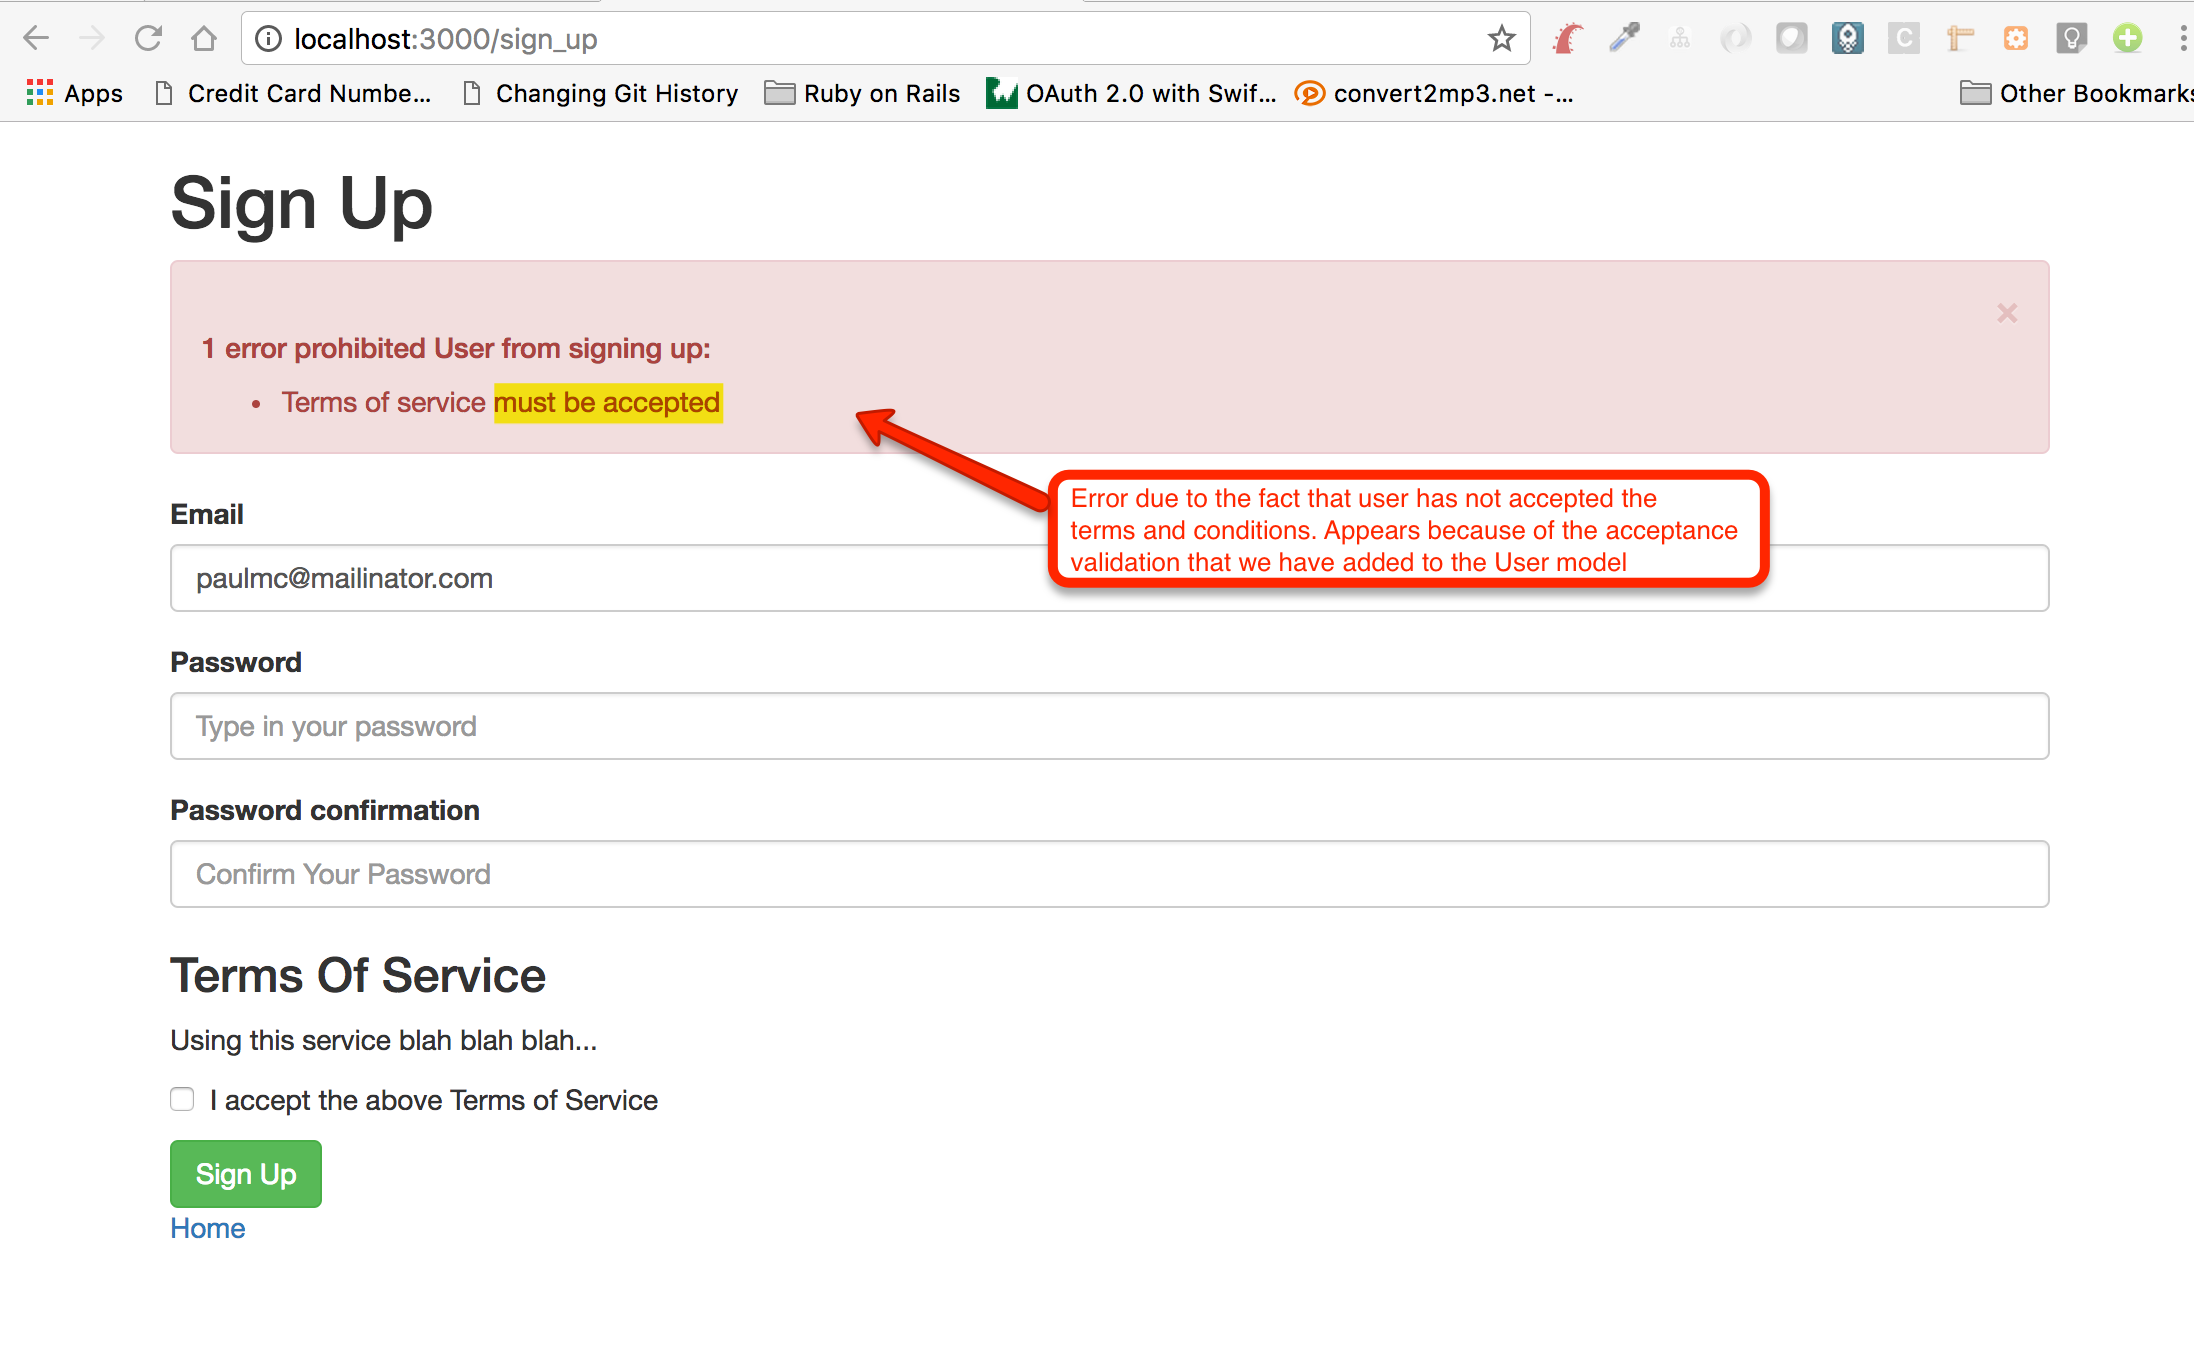 localhost:3000/sign_up
Apps Credit Card Numbe... Changing Git History Ruby on Rails OAuth 2.0 with Swif... convert2mp3.net -... Other Bookmarks
Sign Up
×
1 error prohibited User from signing up:
• Terms of service must be accepted
Error due to the fact that user has not accepted the
terms and conditions. Appears because of the acceptance
validation that we have added to the User model
Email
paulmc@mailinator.com
Password
Type in your password
Password confirmation
Confirm Your Password
Terms Of Service
Using this service blah blah blah...
I accept the above Terms of Service
Sign Up
Home